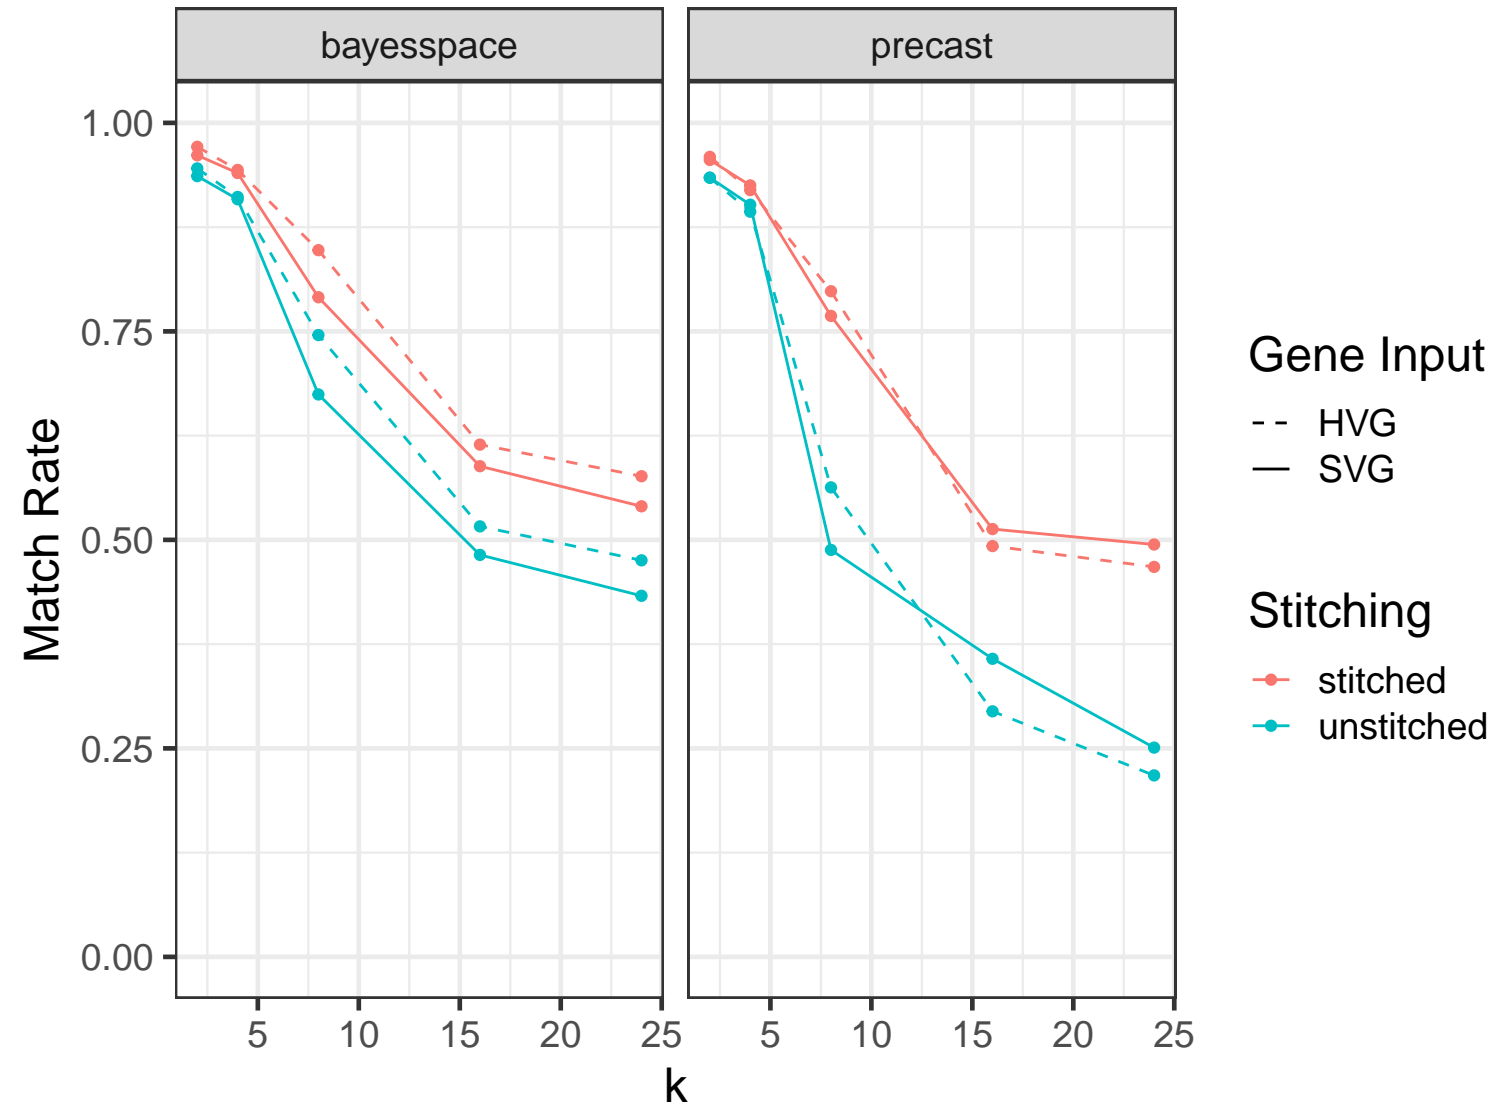 bayesspace
precast
Match Rate
1.00
0.75
0.50
0.25
0.00
5 10 15 20 25
5 10 15 20 25
k
Gene Input
HVG
SVG
Stitching
stitched
unstitched